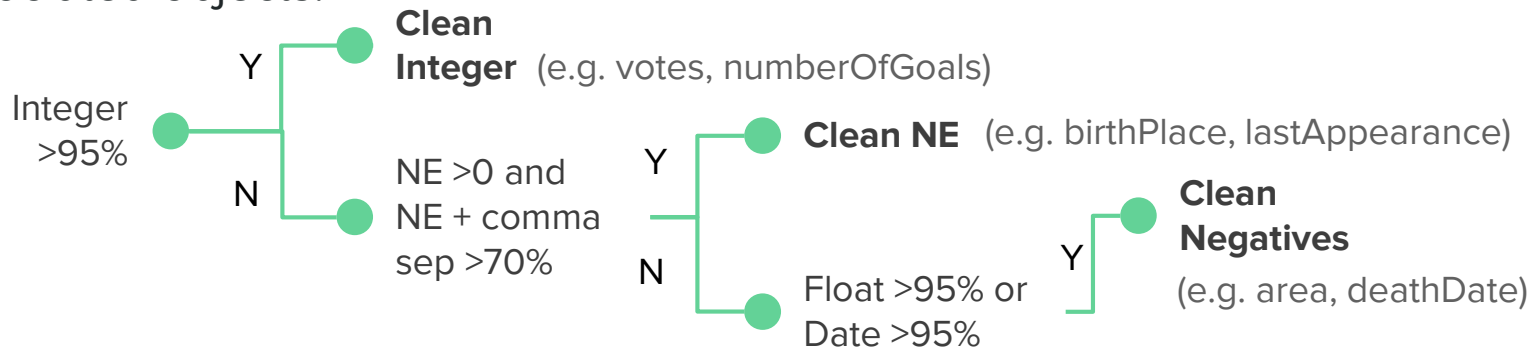 Clean
Integer (e.g. votes, numberOfGoals)
Y
Integer
>95%
N
NE >0 and
NE + comma
sep >70%
Y
Clean NE (e.g. birthPlace, lastAppearance)
N
Float >95% or
Date >95%
Y
Clean
Negatives
(e.g. area, deathDate)